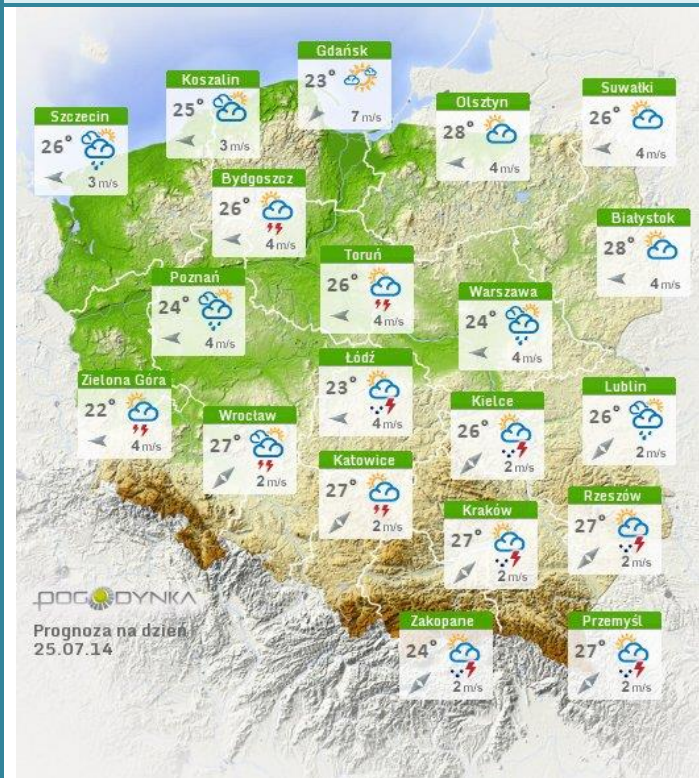 Gdańsk
23°
7 m/s
Koszalin
25°
3 m/s
Olsztyn
28°
4 m/s
Suwałki
26°
4 m/s
Szczecin
26°
3 m/s
Bydgoszcz
26°
4 m/s
Białystok
28°
4 m/s
Toruń
26°
4 m/s
Poznań
24°
4 m/s
Warszawa
24°
4 m/s
Łódź
23°
4 m/s
Zielona Góra
22°
4 m/s
Wrocław
27°
2 m/s
Kielce
26°
2 m/s
Lublin
26°
2 m/s
Katowice
27°
2 m/s
Kraków
27°
2 m/s
Rzeszów
27°
2 m/s
POGODYNKA
Prognoza na dzień
25.07.14
Zakopane
24°
2 m/s
Przemyśl
27°
2 m/s